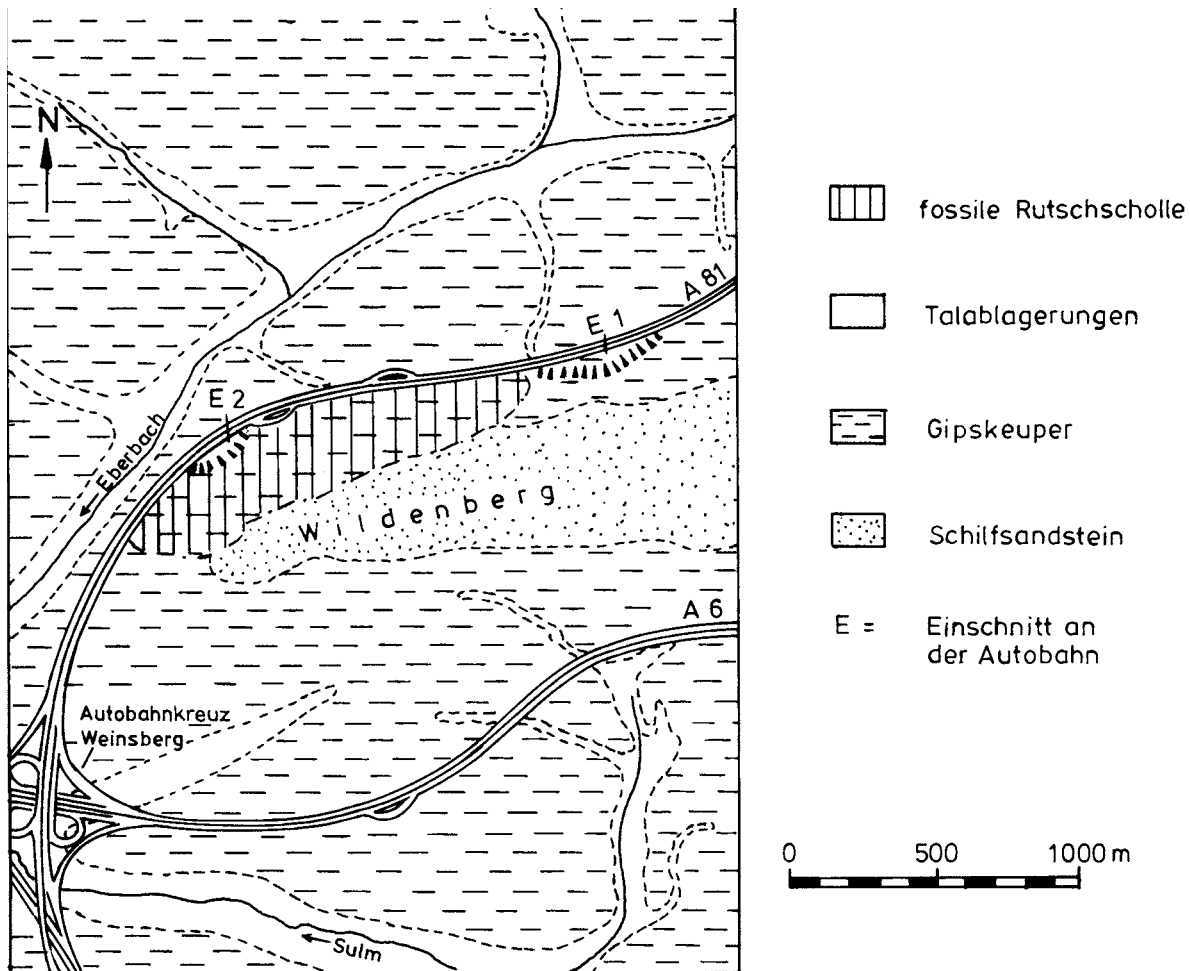 N
A 81
E 1
E 2
Eberbach
Wildenberg
A 6
Autobahnkreuz
Weinsberg
Sulm
fossile Rutschscholle
Talablagerungen
Gipskeuper
Schilfsandstein
E = Einschnitt an
der Autobahn
0 500 1000 m